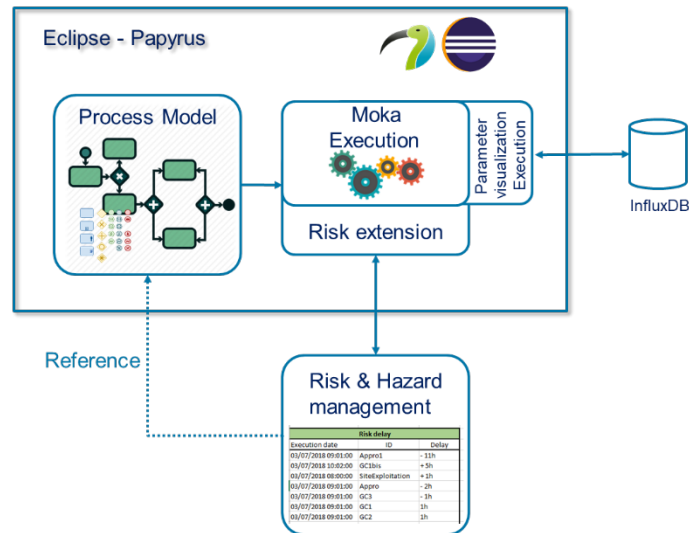 Eclipse - Papyrus
Process Model
Moka
Execution
Parameter
visualization
Execution
InfluxDB
Risk extension
Reference
Risk & Hazard
management
Risk delay
Execution date ID Delay
03/07/2018 09:01:00 Appro1 - 11h
03/07/2018 10:02:00 GC1bis + 5h
03/07/2018 08:00:00 SiteExploitation + 1h
03/07/2018 09:01:00 Appro - 2h
03/07/2018 09:01:00 GC3 - 1h
03/07/2018 09:01:00 GC1 1h
03/07/2018 09:01:00 GC2 1h